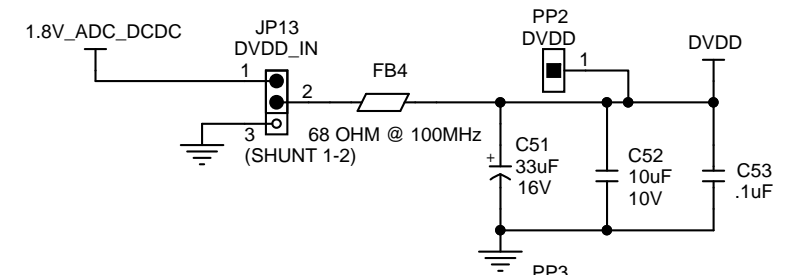 1.8V_ADC_DCDC
JP13
DVDD_IN
1
2
3
(SHUNT 1-2)
FB4
68 OHM @ 100MHz
PP2
DVDD
1
DVDD
+
C51
33uF
16V
C52
10uF
10V
C53
.1uF
PP3